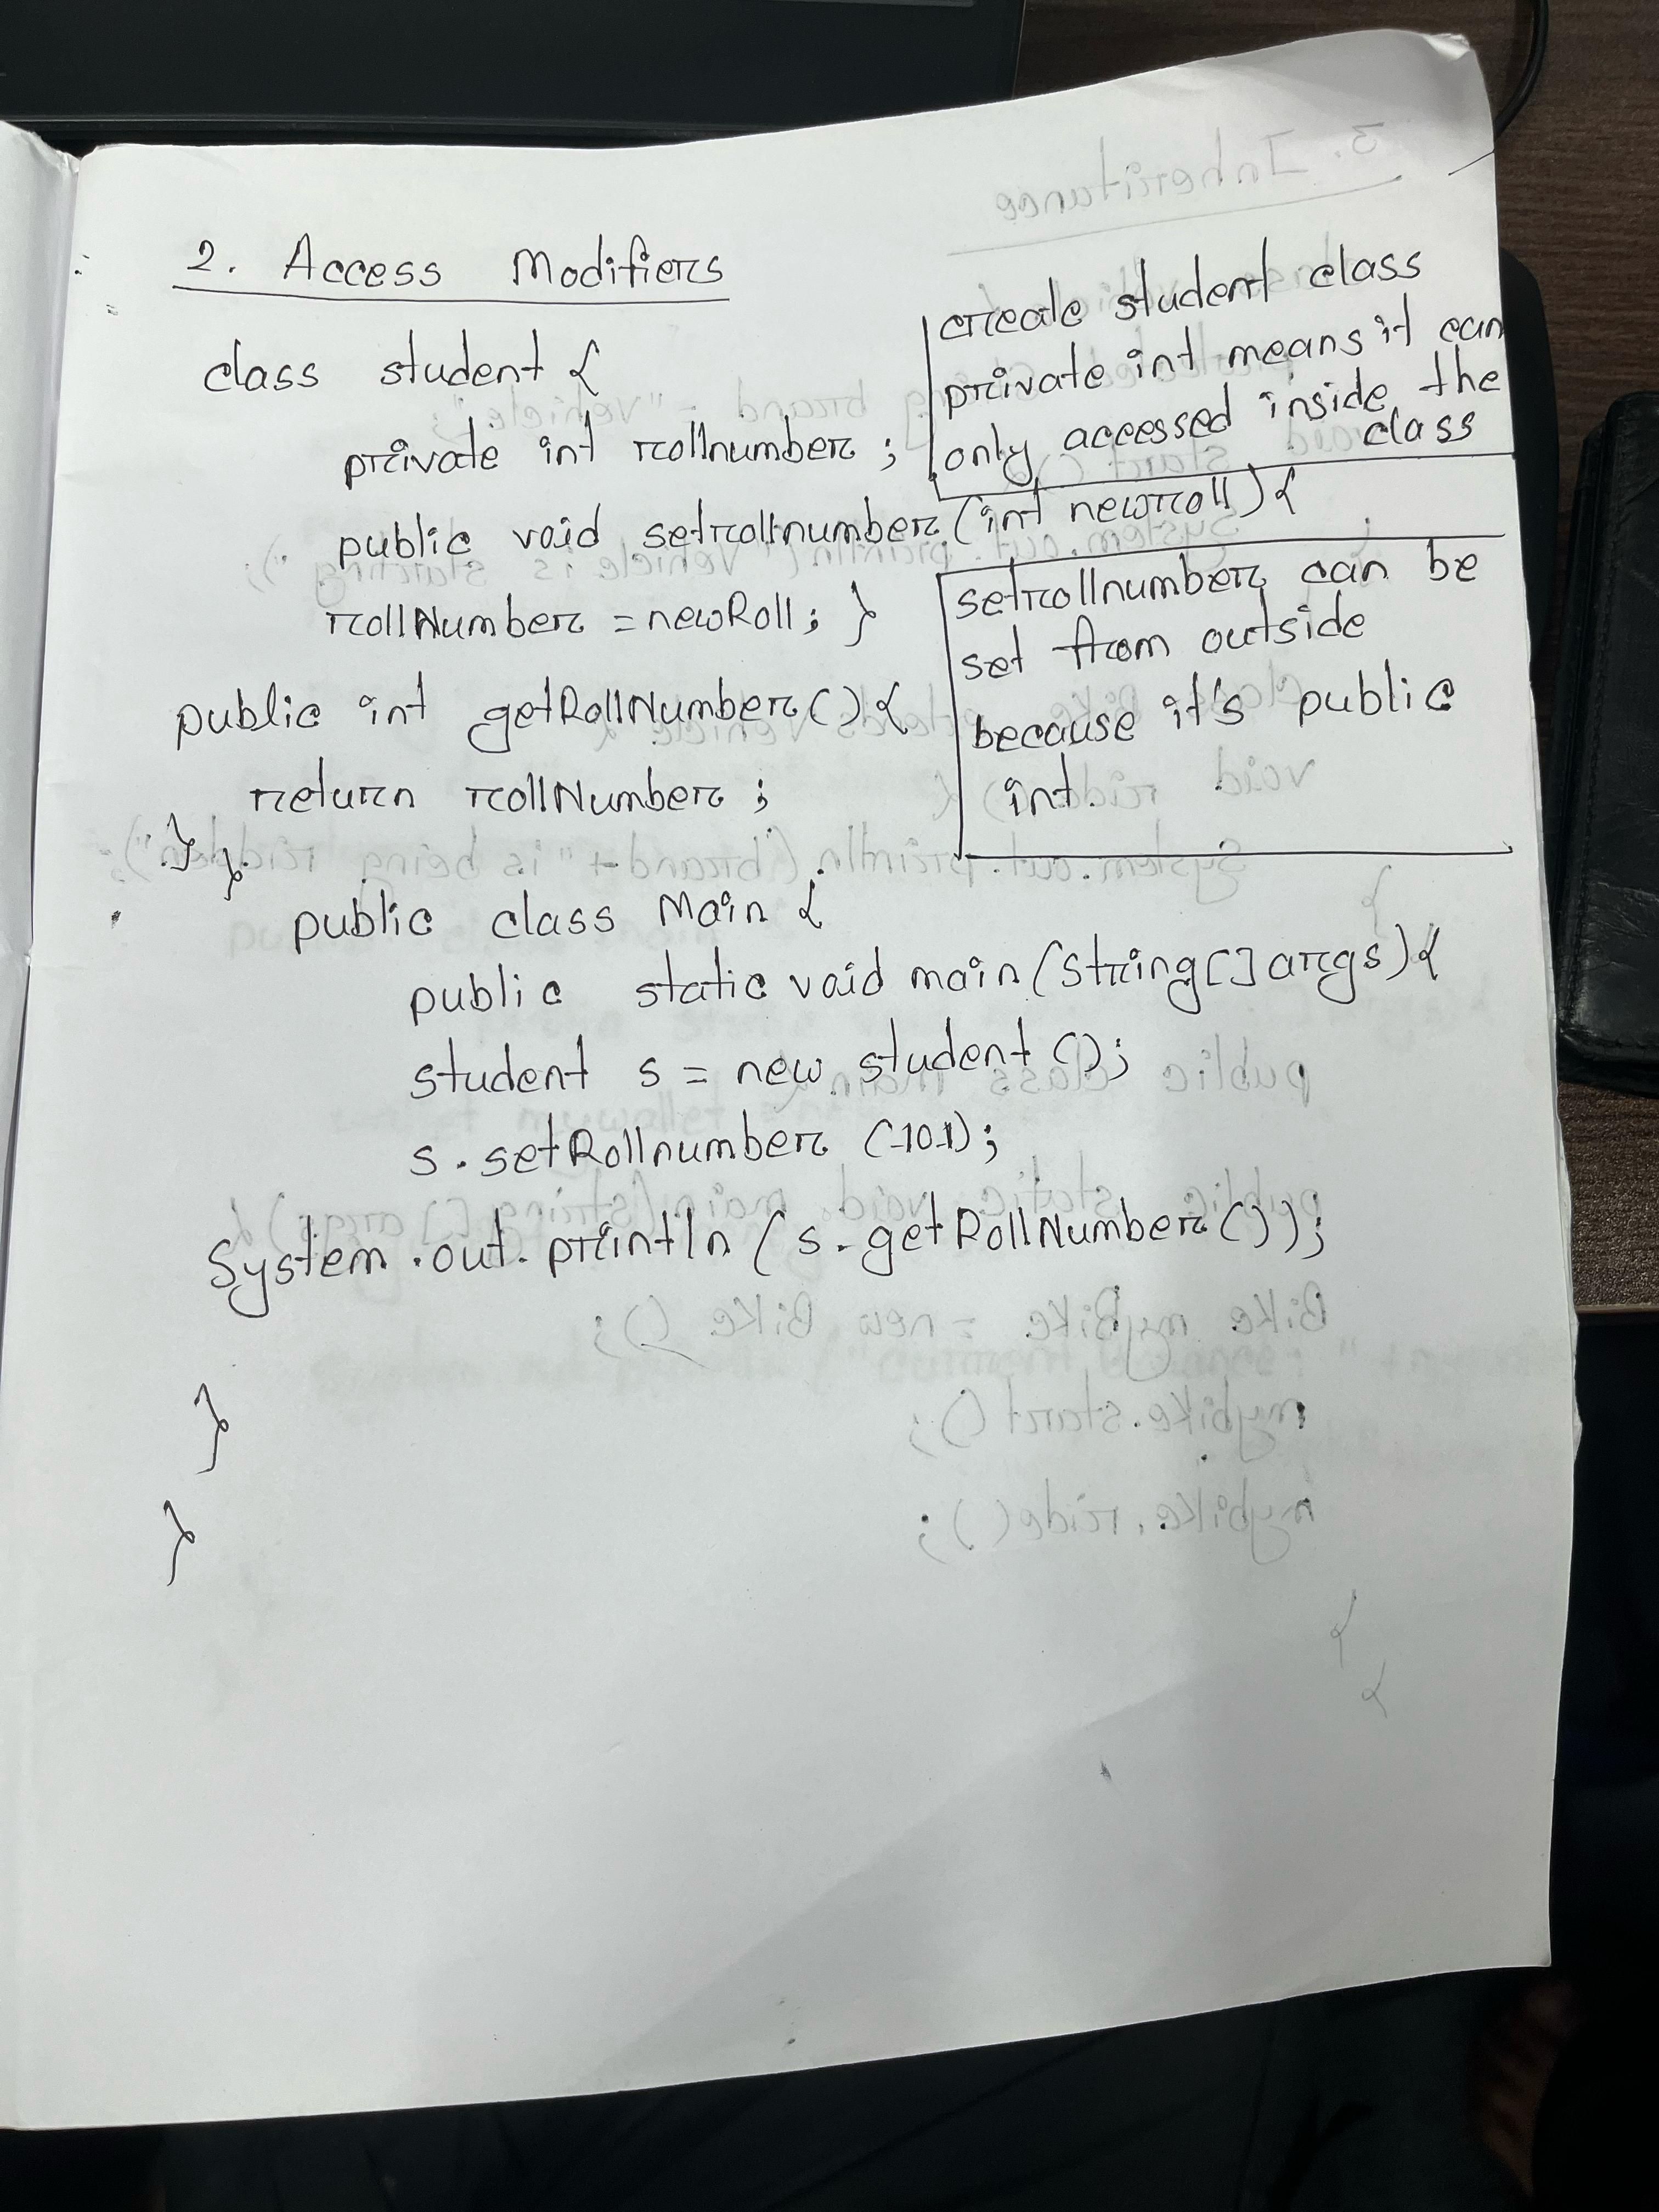 2. Access Modifiers
class student {
private int rollnumber ;
create student class
private int means it can
only accessed inside the
class
public void setrollnumber (int newroll) {
rollNumber = newRoll; }
setrollnumber can be
set from outside
because it's public
int.
public int getRollNumber () {
return rollNumber ;
} }
public class Main {
public static void main (String [] args) {
student s = new student ();
s . setRollnumber (101);
System . out . println ( s . getRollNumber ());
}
}